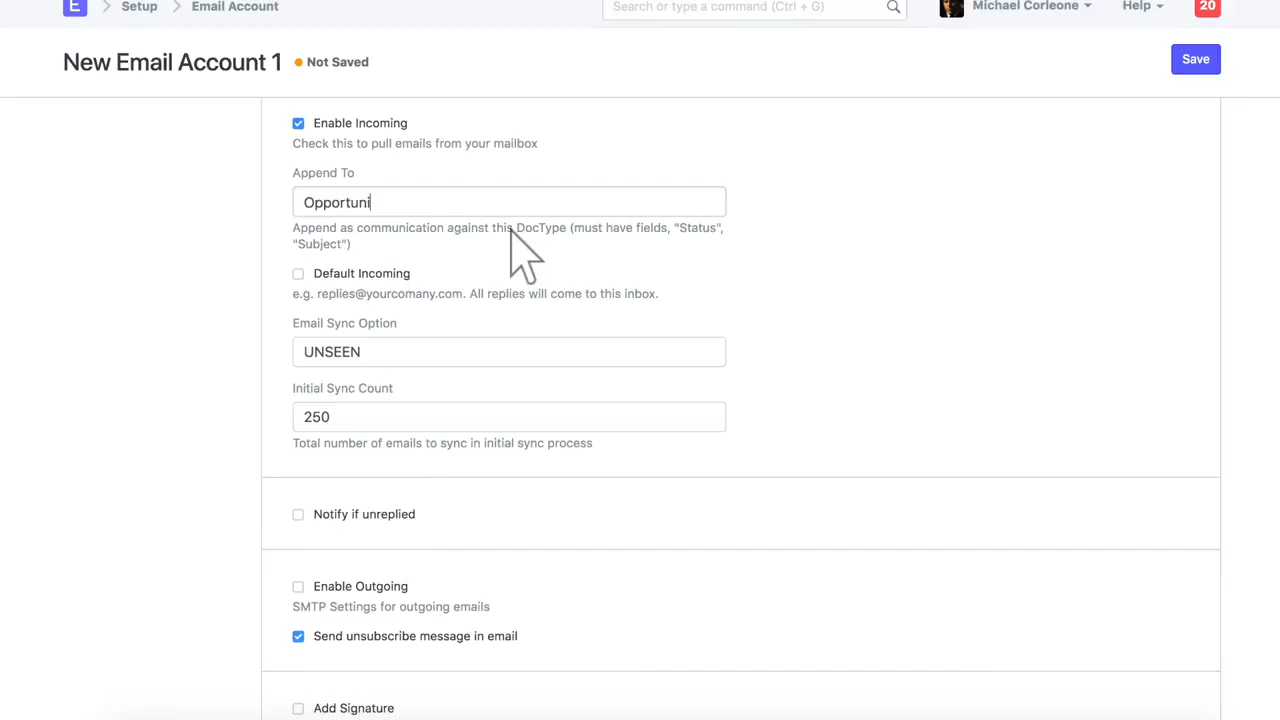 E Setup Email Account Search or type a command (Ctrl + G) Michael Corleone Help 20
New Email Account 1 Not Saved Save
Enable Incoming
Check this to pull emails from your mailbox
Append To
Opportuni
Append as communication against this DocType (must have fields, "Status",
"Subject")
Default Incoming
e.g. replies@yourcomany.com. All replies will come to this inbox.
Email Sync Option
UNSEEN
Initial Sync Count
250
Total number of emails to sync in initial sync process
Notify if unreplied
Enable Outgoing
SMTP Settings for outgoing emails
Send unsubscribe message in email
Add Signature